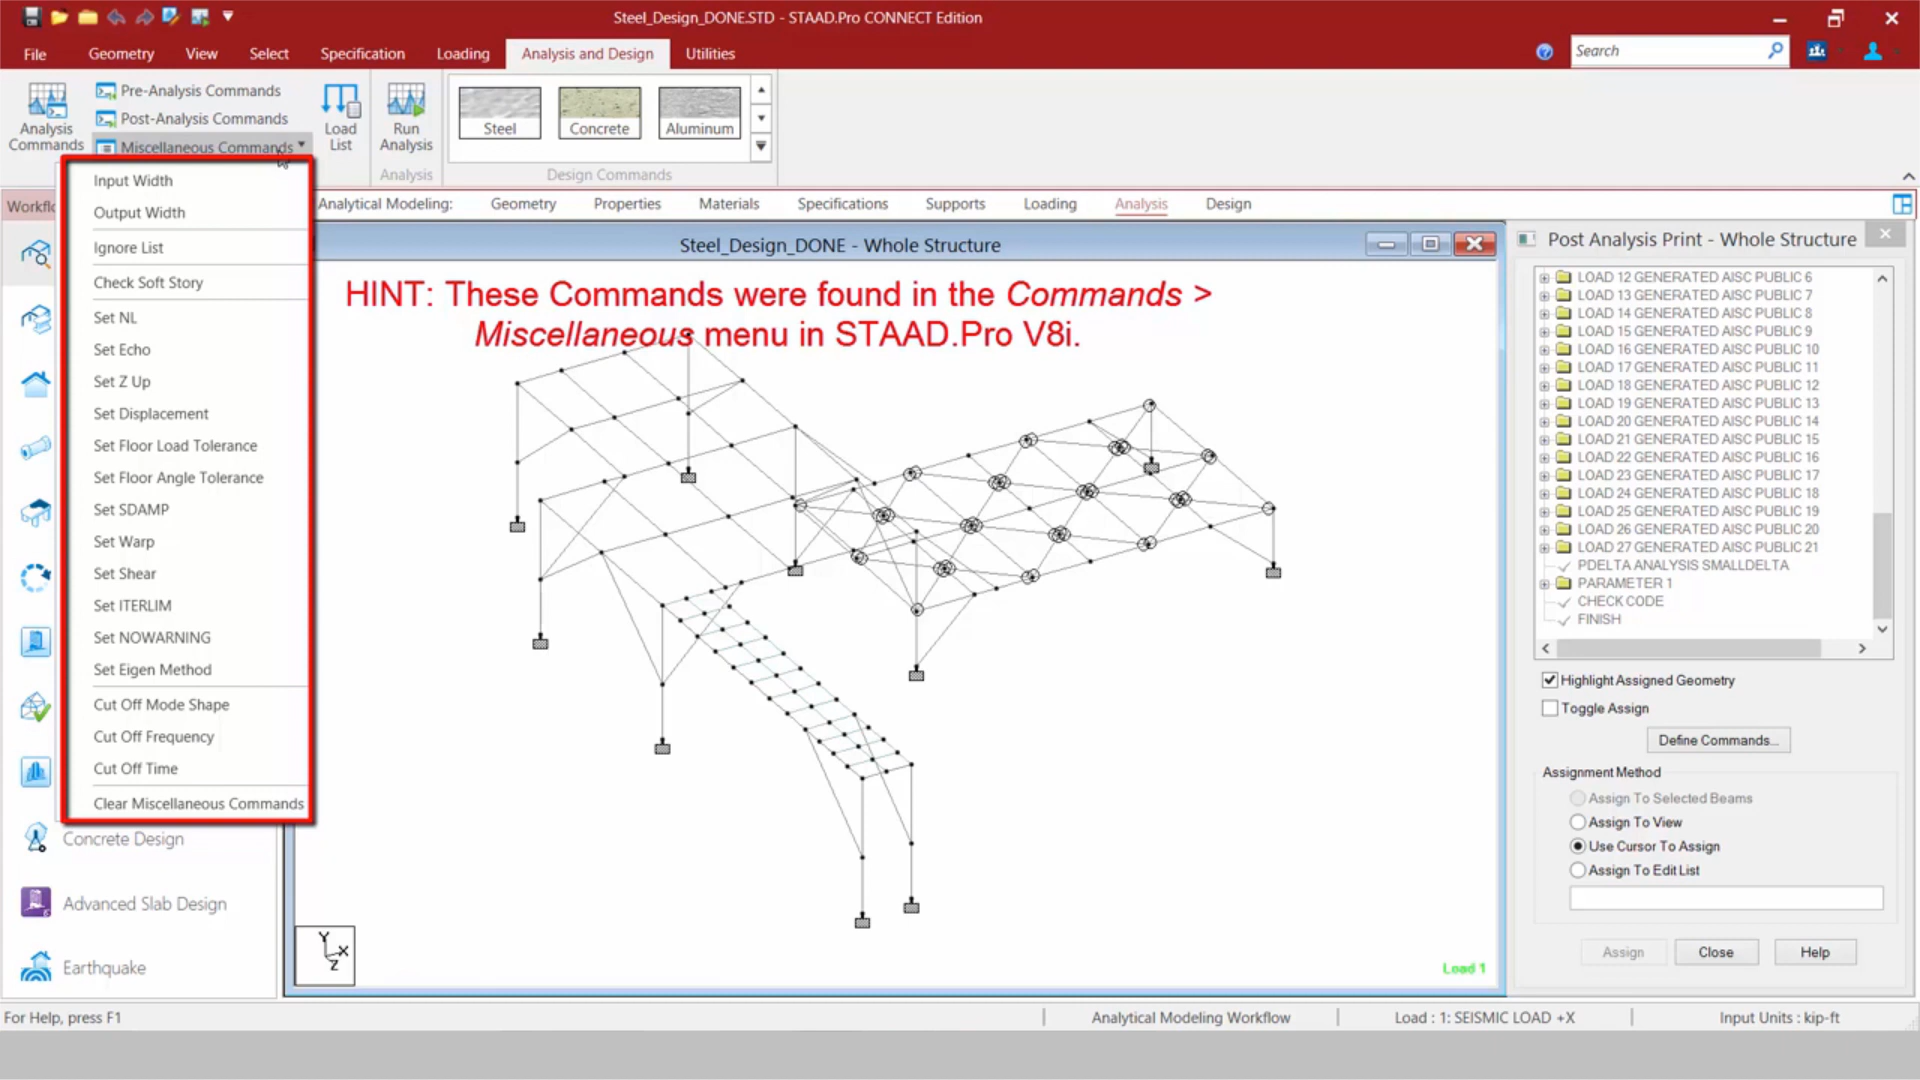 Steel_Design_DONE.STD - STAAD.Pro CONNECT Edition
File Geometry View Select Specification Loading Analysis and Design Utilities
Search
Analysis Commands
Pre-Analysis Commands
Post-Analysis Commands
Miscellaneous Commands
Load List
Run Analysis
Steel
Concrete
Aluminum
Analysis
Design Commands
Input Width
Output Width
Ignore List
Check Soft Story
Set NL
Set Echo
Set Z Up
Set Displacement
Set Floor Load Tolerance
Set Floor Angle Tolerance
Set SDAMP
Set Warp
Set Shear
Set ITERLIM
Set NOWARNING
Set Eigen Method
Cut Off Mode Shape
Cut Off Frequency
Cut Off Time
Clear Miscellaneous Commands
Concrete Design
Advanced Slab Design
Earthquake
Analytical Modeling: Geometry Properties Materials Specifications Supports Loading Analysis Design
Steel_Design_DONE - Whole Structure
HINT: These Commands were found in the Commands >
Miscellaneous menu in STAAD.Pro V8i.
Y
X
Z
Load 1
Post Analysis Print - Whole Structure
LOAD 12 GENERATED AISC PUBLIC 6
LOAD 13 GENERATED AISC PUBLIC 7
LOAD 14 GENERATED AISC PUBLIC 8
LOAD 15 GENERATED AISC PUBLIC 9
LOAD 16 GENERATED AISC PUBLIC 10
LOAD 17 GENERATED AISC PUBLIC 11
LOAD 18 GENERATED AISC PUBLIC 12
LOAD 19 GENERATED AISC PUBLIC 13
LOAD 20 GENERATED AISC PUBLIC 14
LOAD 21 GENERATED AISC PUBLIC 15
LOAD 22 GENERATED AISC PUBLIC 16
LOAD 23 GENERATED AISC PUBLIC 17
LOAD 24 GENERATED AISC PUBLIC 18
LOAD 25 GENERATED AISC PUBLIC 19
LOAD 26 GENERATED AISC PUBLIC 20
LOAD 27 GENERATED AISC PUBLIC 21
PDELTA ANALYSIS SMALLDELTA
PARAMETER 1
CHECK CODE
FINISH
Highlight Assigned Geometry
Toggle Assign
Define Commands...
Assignment Method
Assign To Selected Beams
Assign To View
Use Cursor To Assign
Assign To Edit List
Assign Close Help
For Help, press F1
Analytical Modeling Workflow
Load : 1: SEISMIC LOAD +X
Input Units : kip-ft